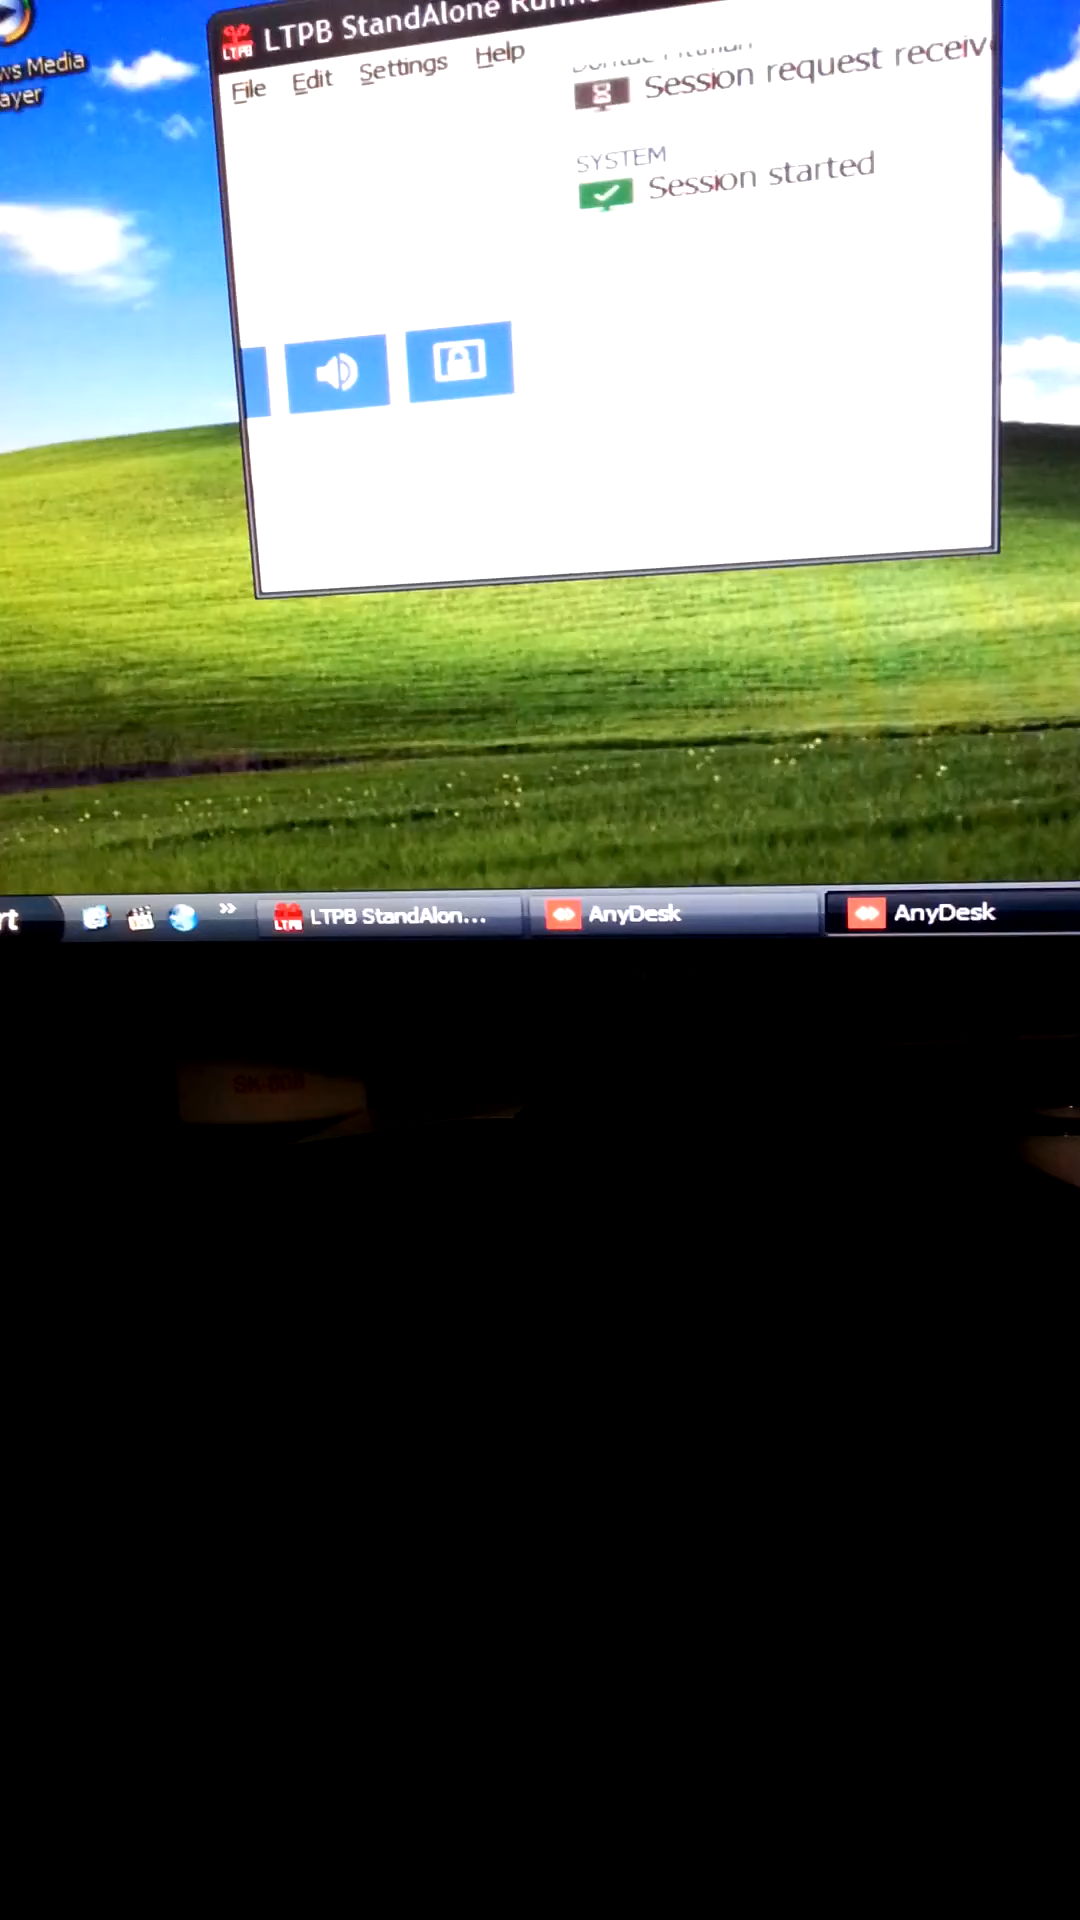 LTPB StandAlone
File Edit Settings Help
ws Media
ayer
Session request receiv
SYSTEM
Session started
rt
LTPB StandAlon...
AnyDesk
AnyDesk